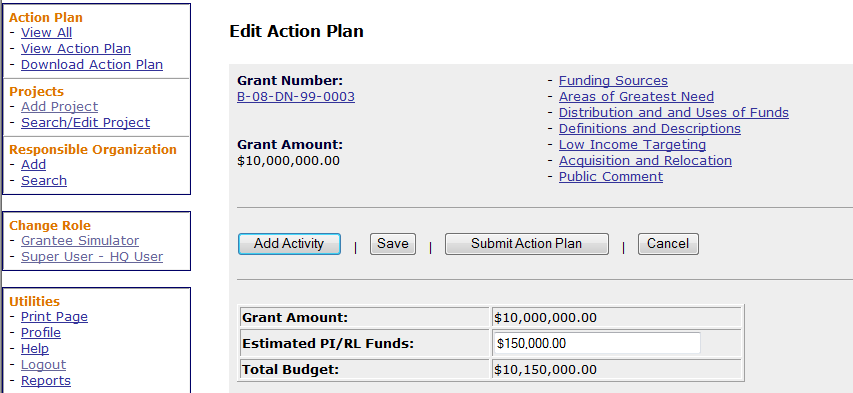 Action Plan
- View All
- View Action Plan
- Download Action Plan
Projects
- Add Project
- Search/Edit Project
Responsible Organization
- Add
- Search
Change Role
- Grantee Simulator
- Super User - HQ User
Utilities
- Print Page
- Profile
- Help
- Logout
- Reports
Edit Action Plan
Grant Number:
B-08-DN-99-0003
Grant Amount:
$10,000,000.00
- Funding Sources
- Areas of Greatest Need
- Distribution and and Uses of Funds
- Definitions and Descriptions
- Low Income Targeting
- Acquisition and Relocation
- Public Comment
Add Activity | Save | Submit Action Plan | Cancel
Grant Amount: $10,000,000.00
Estimated PI/RL Funds: $150,000.00
Total Budget: $10,150,000.00